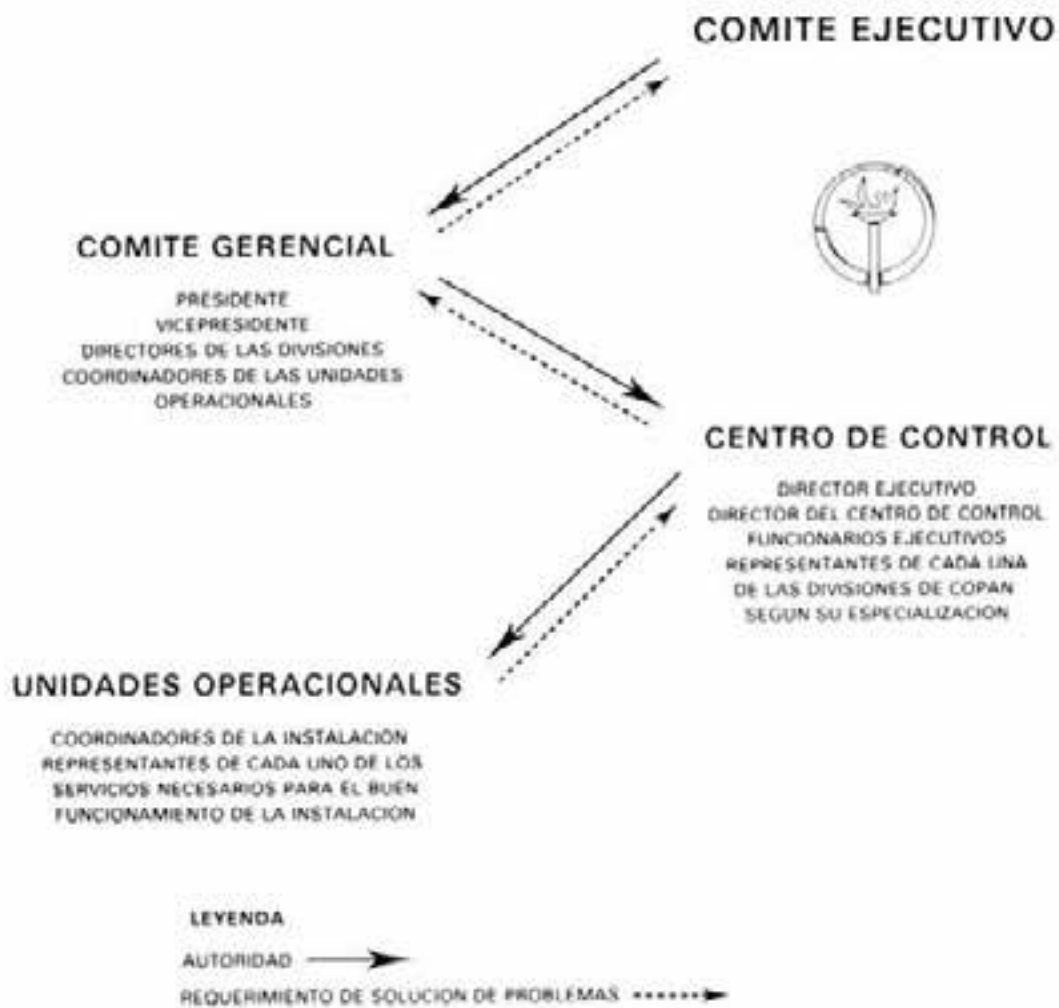 COMITE EJECUTIVO
COMITE GERENCIAL
PRESIDENTE
VICEPRESIDENTE
DIRECTORES DE LAS DIVISIONES
COORDINADORES DE LAS UNIDADES
OPERACIONALES
CENTRO DE CONTROL
DIRECTOR EJECUTIVO
DIRECTOR DEL CENTRO DE CONTROL
FUNCIONARIOS EJECUTIVOS
REPRESENTANTES DE CADA UNA
DE LAS DIVISIONES DE COPAN
SEGUN SU ESPECIALIZACION
UNIDADES OPERACIONALES
COORDINADORES DE LA INSTALACION
REPRESENTANTES DE CADA UNO DE LOS
SERVICIOS NECESARIOS PARA EL BUEN
FUNCIONAMIENTO DE LA INSTALACION
LEYENDA
AUTORIDAD
REQUERIMIENTO DE SOLUCION DE PROBLEMAS